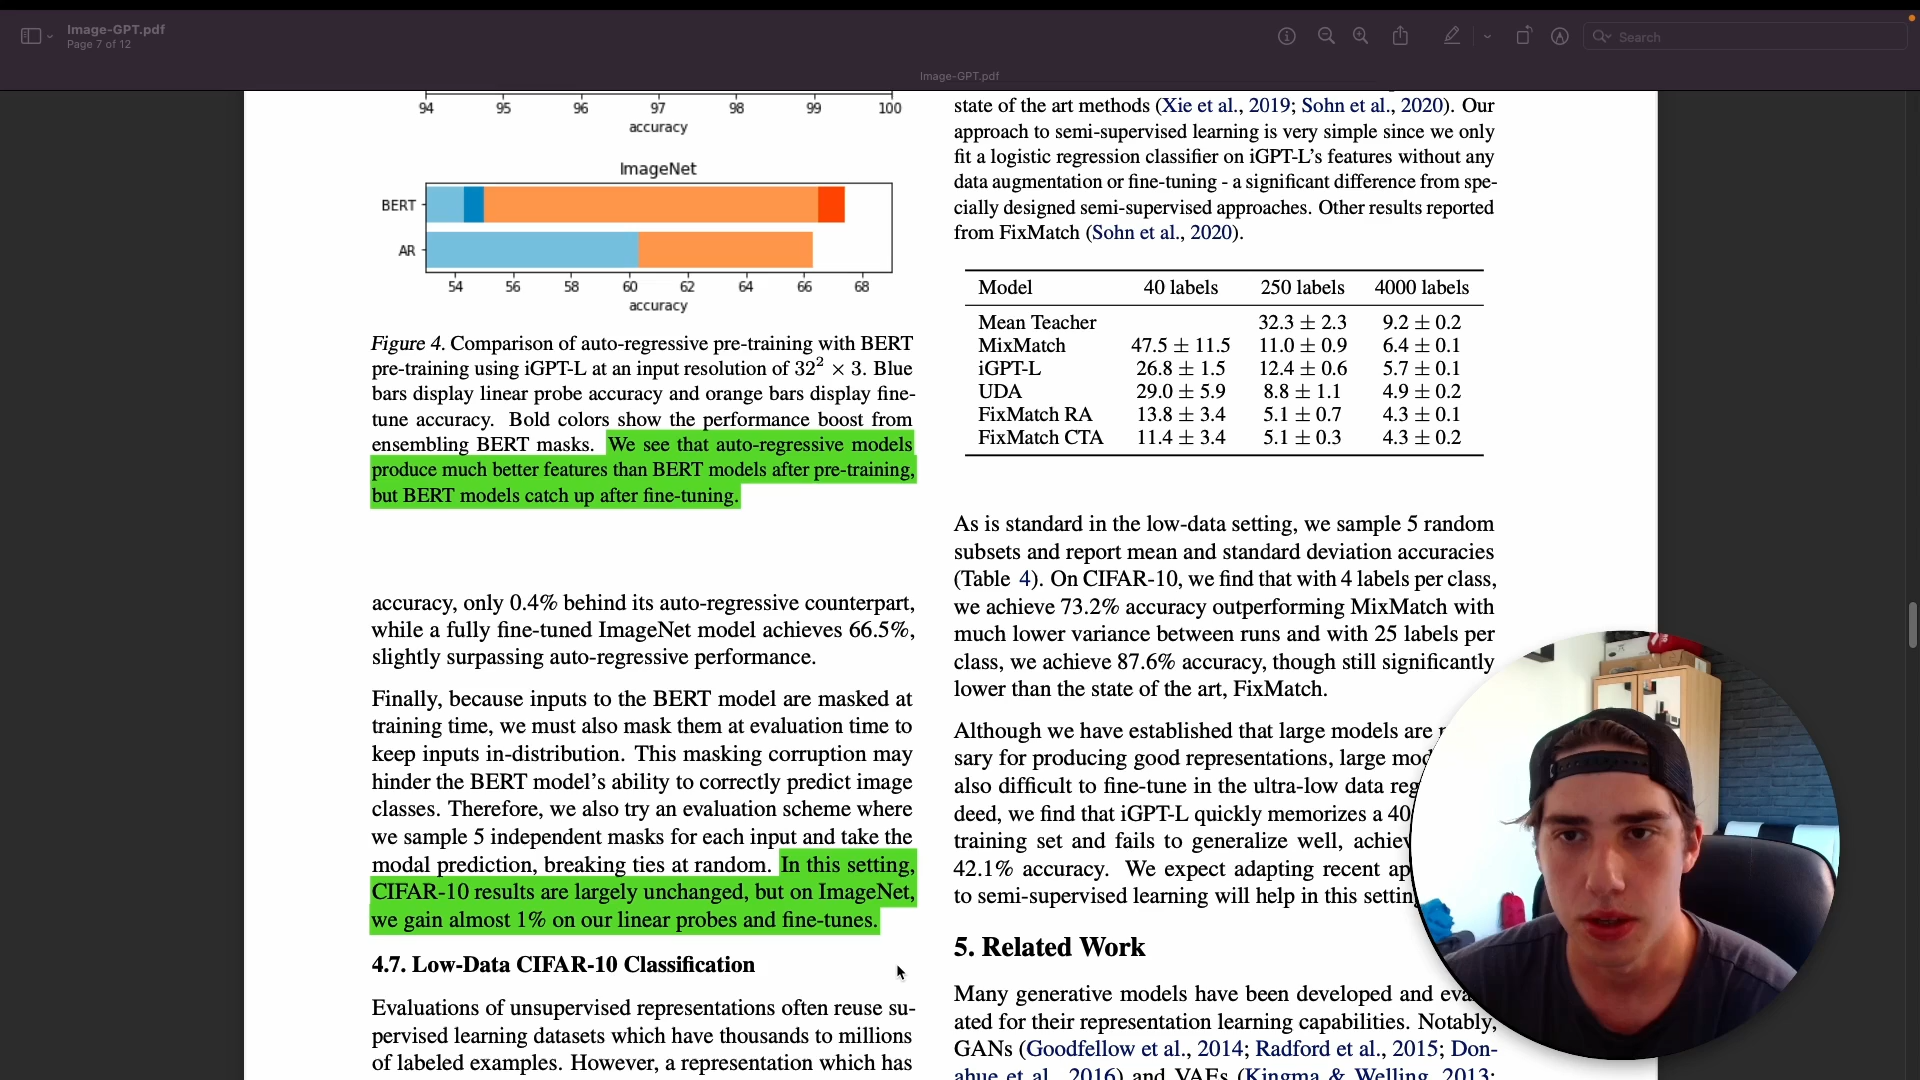 Image-GPT.pdf
Page 7 of 12
Search
Image-GPT.pdf
94 95 96 97 98 99 100
accuracy
ImageNet
BERT
AR
54 56 58 60 62 64 66 68
accuracy
Figure 4. Comparison of auto-regressive pre-training with BERT
pre-training using iGPT-L at an input resolution of 32² × 3. Blue
bars display linear probe accuracy and orange bars display fine-
tune accuracy. Bold colors show the performance boost from
ensembling BERT masks. We see that auto-regressive models
produce much better features than BERT models after pre-training,
but BERT models catch up after fine-tuning.
accuracy, only 0.4% behind its auto-regressive counterpart,
while a fully fine-tuned ImageNet model achieves 66.5%,
slightly surpassing auto-regressive performance.
Finally, because inputs to the BERT model are masked at
training time, we must also mask them at evaluation time to
keep inputs in-distribution. This masking corruption may
hinder the BERT model's ability to correctly predict image
classes. Therefore, we also try an evaluation scheme where
we sample 5 independent masks for each input and take the
modal prediction, breaking ties at random. In this setting,
CIFAR-10 results are largely unchanged, but on ImageNet,
we gain almost 1% on our linear probes and fine-tunes.
4.7. Low-Data CIFAR-10 Classification
Evaluations of unsupervised representations often reuse su-
pervised learning datasets which have thousands to millions
of labeled examples. However, a representation which has
state of the art methods (Xie et al., 2019; Sohn et al., 2020). Our
approach to semi-supervised learning is very simple since we only
fit a logistic regression classifier on iGPT-L's features without any
data augmentation or fine-tuning - a significant difference from spe-
cially designed semi-supervised approaches. Other results reported
from FixMatch (Sohn et al., 2020).
Model 40 labels 250 labels 4000 labels
Mean Teacher 32.3 ± 2.3 9.2 ± 0.2
MixMatch 47.5 ± 11.5 11.0 ± 0.9 6.4 ± 0.1
iGPT-L 26.8 ± 1.5 12.4 ± 0.6 5.7 ± 0.1
UDA 29.0 ± 5.9 8.8 ± 1.1 4.9 ± 0.2
FixMatch RA 13.8 ± 3.4 5.1 ± 0.7 4.3 ± 0.1
FixMatch CTA 11.4 ± 3.4 5.1 ± 0.3 4.3 ± 0.2
As is standard in the low-data setting, we sample 5 random
subsets and report mean and standard deviation accuracies
(Table 4). On CIFAR-10, we find that with 4 labels per class,
we achieve 73.2% accuracy outperforming MixMatch with
much lower variance between runs and with 25 labels per
class, we achieve 87.6% accuracy, though still significantly
lower than the state of the art, FixMatch.
Although we have established that large models are
sary for producing good representations, large
also difficult to fine-tune in the ultra-low data
deed, we find that iGPT-L quickly memorizes a
training set and fails to generalize well,
42.1% accuracy. We expect adapting recent
to semi-supervised learning will help in this
5. Related Work
Many generative models have been developed and
ated for their representation learning capabilities. Notably,
GANs (Goodfellow et al., 2014; Radford et al., 2015; Don-
ahue et al., 2016) and VAEs (Kingma & Welling, 2013;